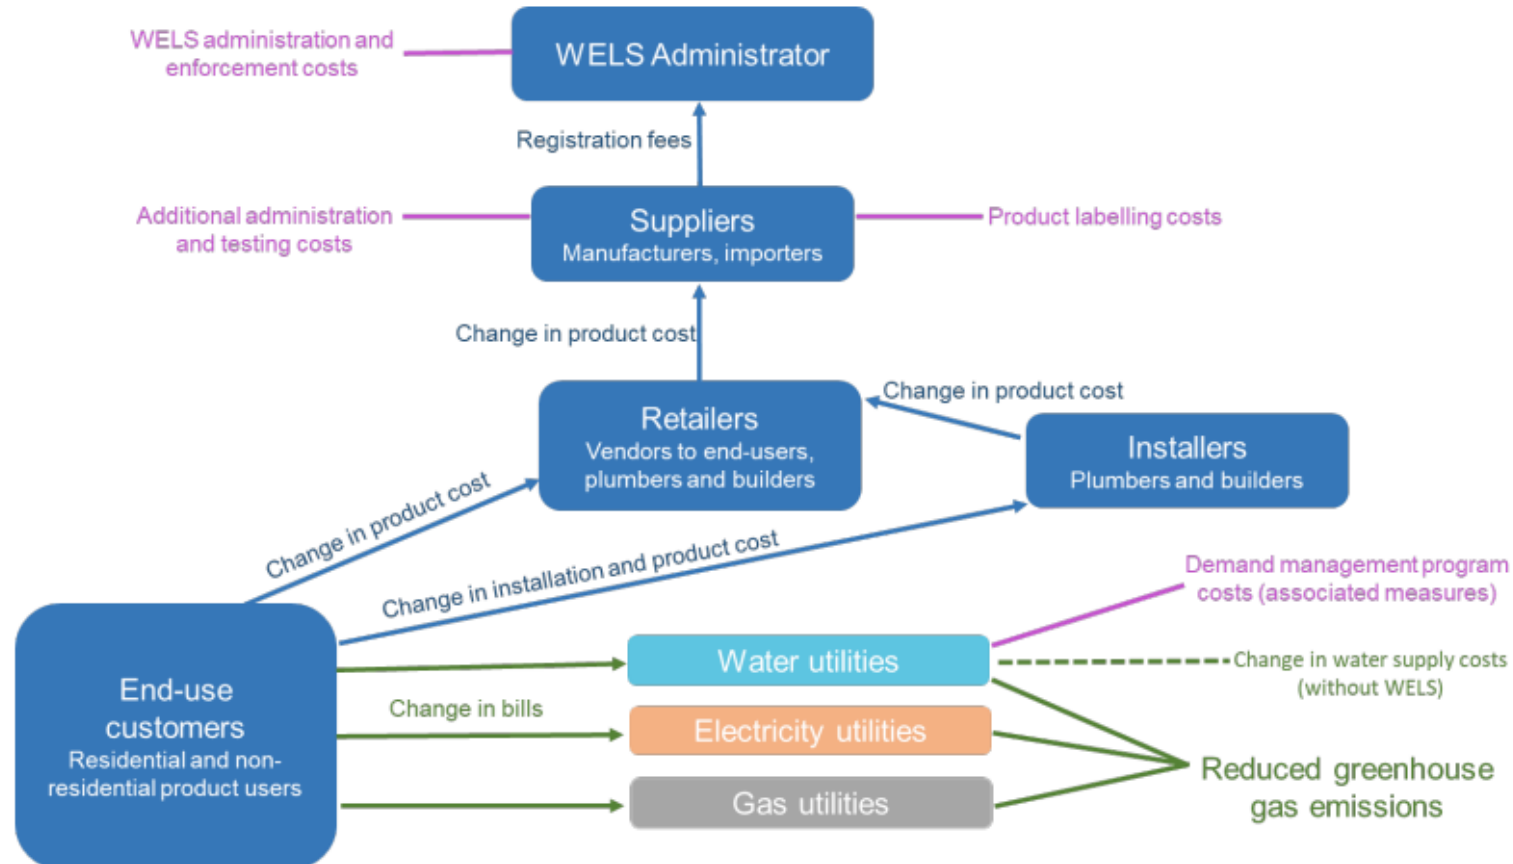 WELS administration and
enforcement costs
WELS Administrator
Registration fees
Additional administration
and testing costs
Suppliers
Manufacturers, importers
Product labelling costs
Change in product cost
Retailers
Vendors to end-users,
plumbers and builders
Change in product cost
Installers
Plumbers and builders
Change in product cost
Change in installation and product cost
Demand management program
costs (associated measures)
End-use
customers
Residential and non-
residential product users
Change in bills
Water utilities
Electricity utilities
Gas utilities
Change in water supply costs
(without WELS)
Reduced greenhouse
gas emissions